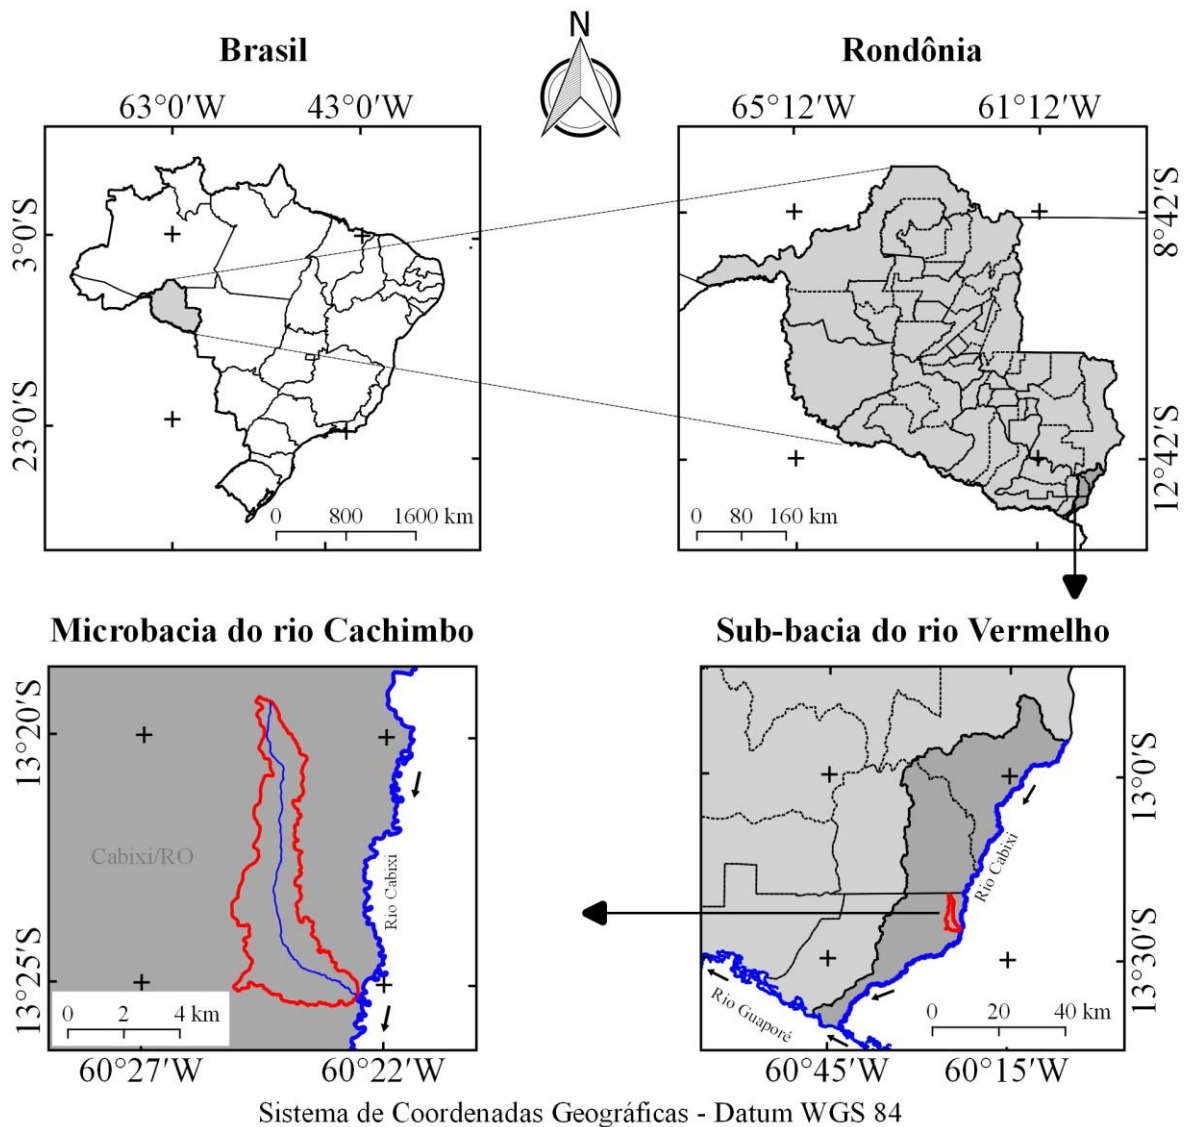 N
Brasil
Rondônia
63°0'W
43°0'W
65°12'W
61°12'W
3°0'S
23°0'S
8°42'S
12°42'S
0 800 1600 km
0 80 160 km
Microbacia do rio Cachimbo
Sub-bacia do rio Vermelho
13°20'S
13°25'S
Cabixi/RO
Rio Cabixi
0 2 4 km
60°27'W
60°22'W
13°0'S
13°30'S
Rio Cabixi
Rio Guaporé
0 20 40 km
60°45'W
60°15'W
Sistema de Coordenadas Geográficas - Datum WGS 84